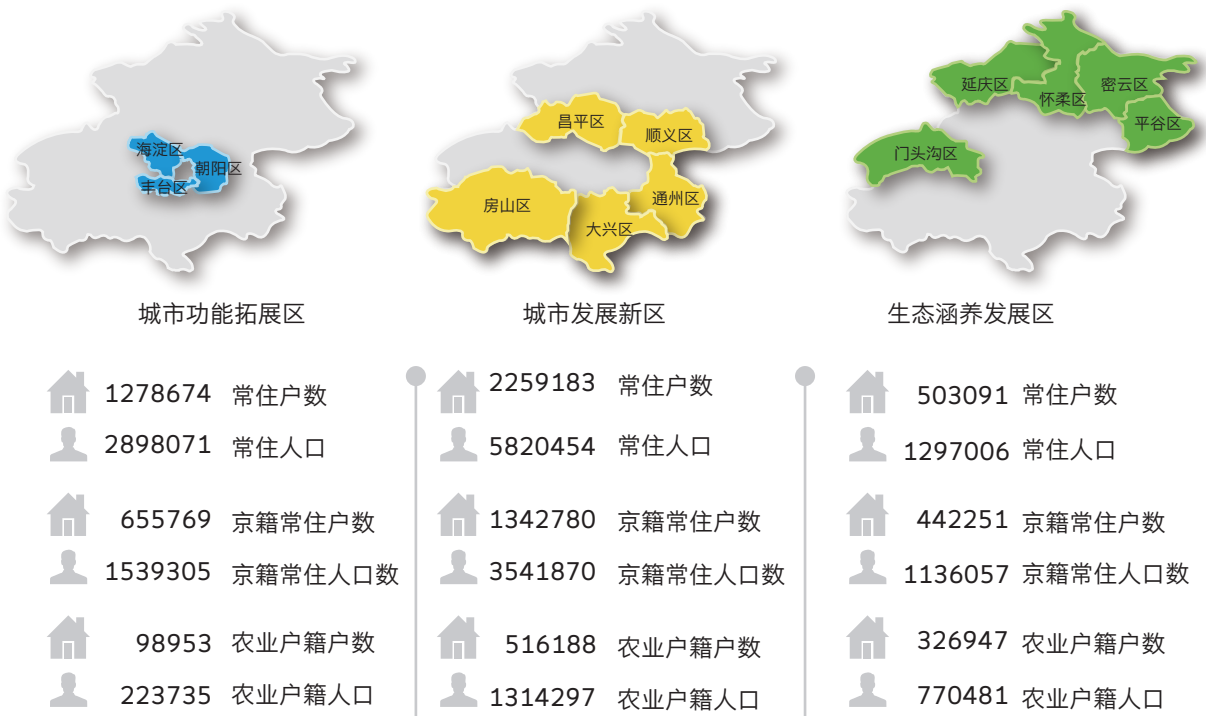 海淀区
朝阳区
丰台区
城市功能拓展区
1278674 常住户数
2898071 常住人口
655769 京籍常住户数
1539305 京籍常住人口数
98953 农业户籍户数
223735 农业户籍人口
昌平区
顺义区
房山区
通州区
大兴区
城市发展新区
2259183 常住户数
5820454 常住人口
1342780 京籍常住户数
3541870 京籍常住人口数
516188 农业户籍户数
1314297 农业户籍人口
延庆区
怀柔区
密云区
平谷区
门头沟区
生态涵养发展区
503091 常住户数
1297006 常住人口
442251 京籍常住户数
1136057 京籍常住人口数
326947 农业户籍户数
770481 农业户籍人口